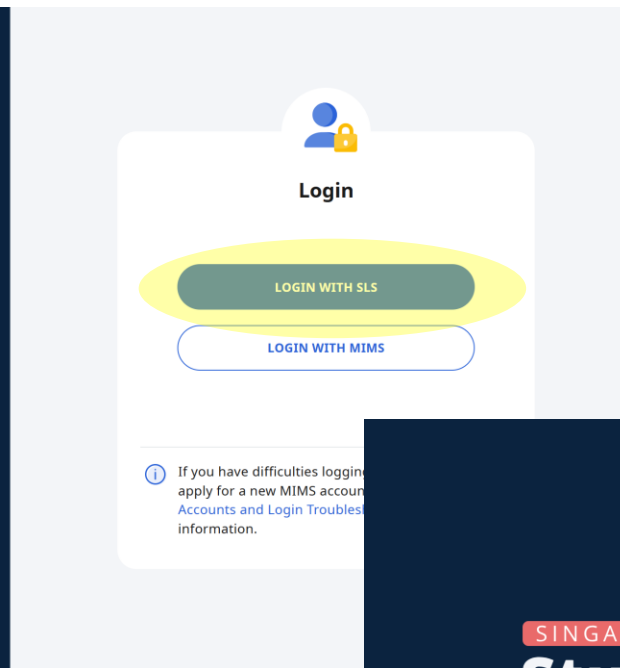 Login
LOGIN WITH SLS
LOGIN WITH MIMS
If you have difficulties logging
apply for a new MIMS accoun
Accounts and Login Troubles
information.
SINGA